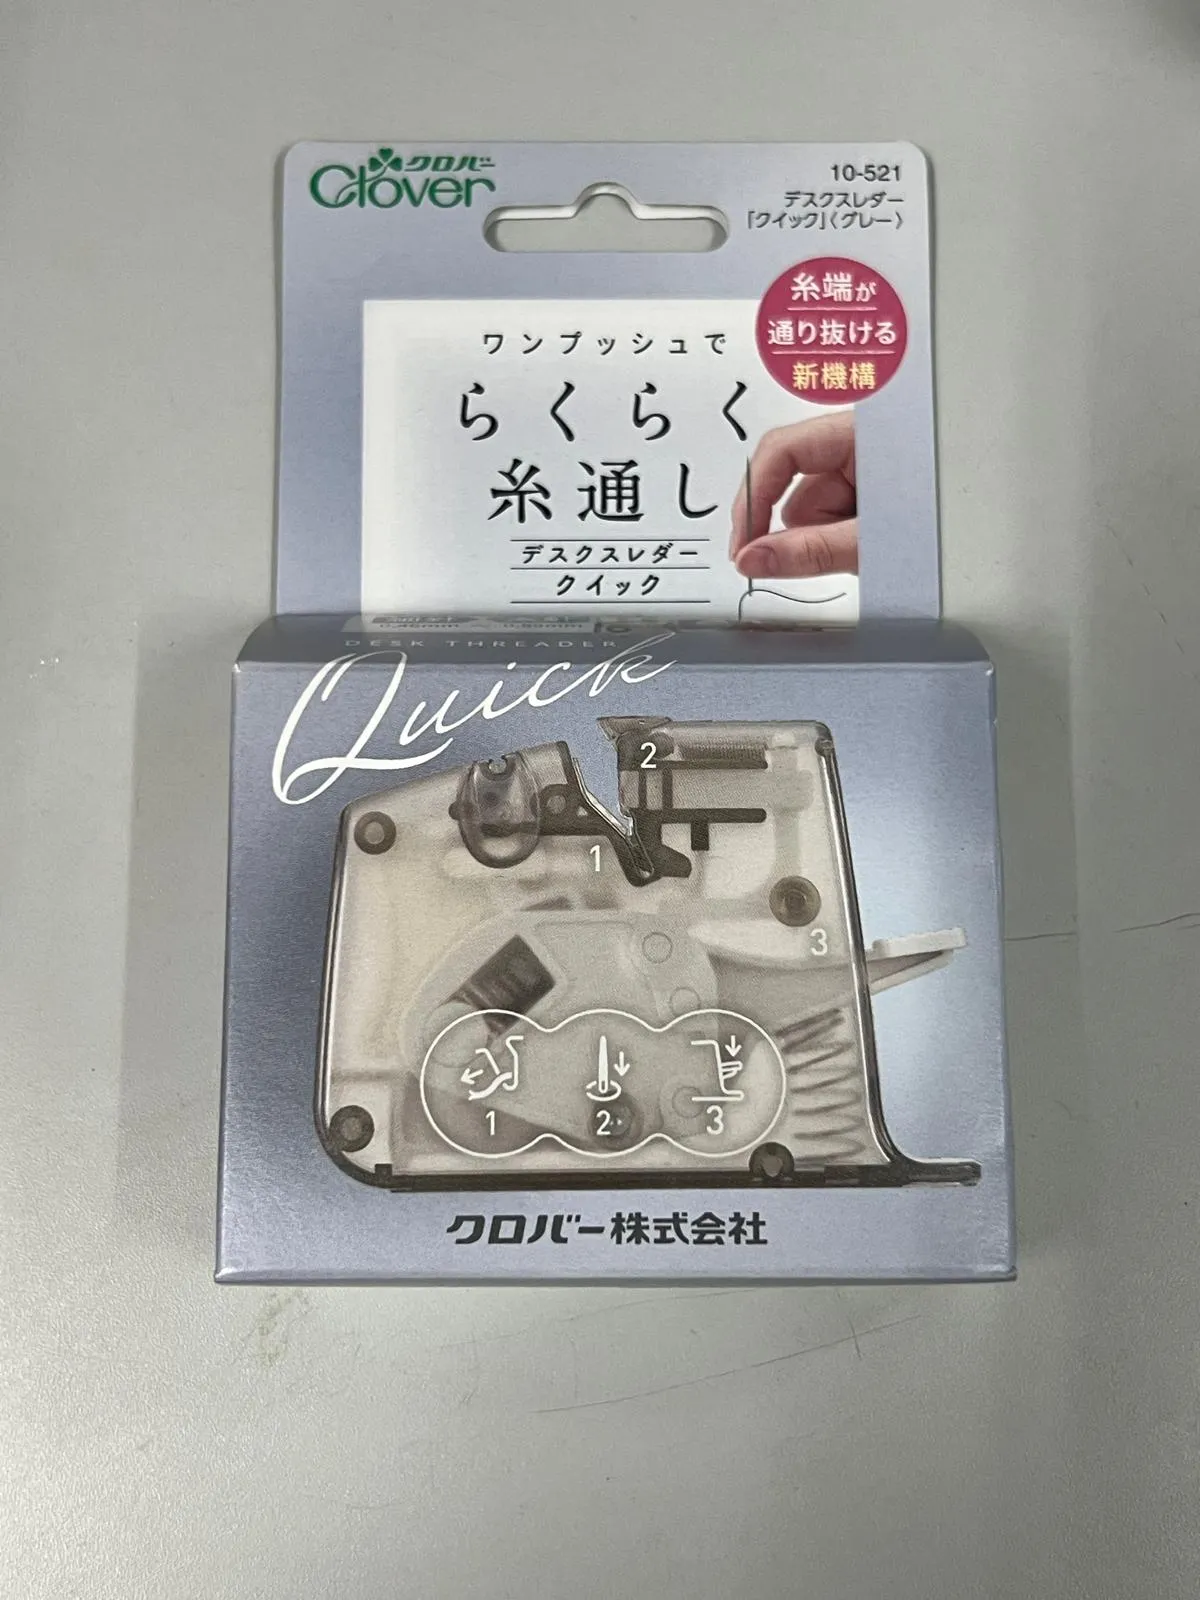 クロバー
Clover
10-521
デスクスレダー
「クイック」〈グレー〉
糸端が
通り抜ける
新機構
ワンプッシュで
らくらく
糸通し
デスクスレダー
クイック
DESK THREADER
Quick
2
1
3
1 2 3
クロバー株式会社